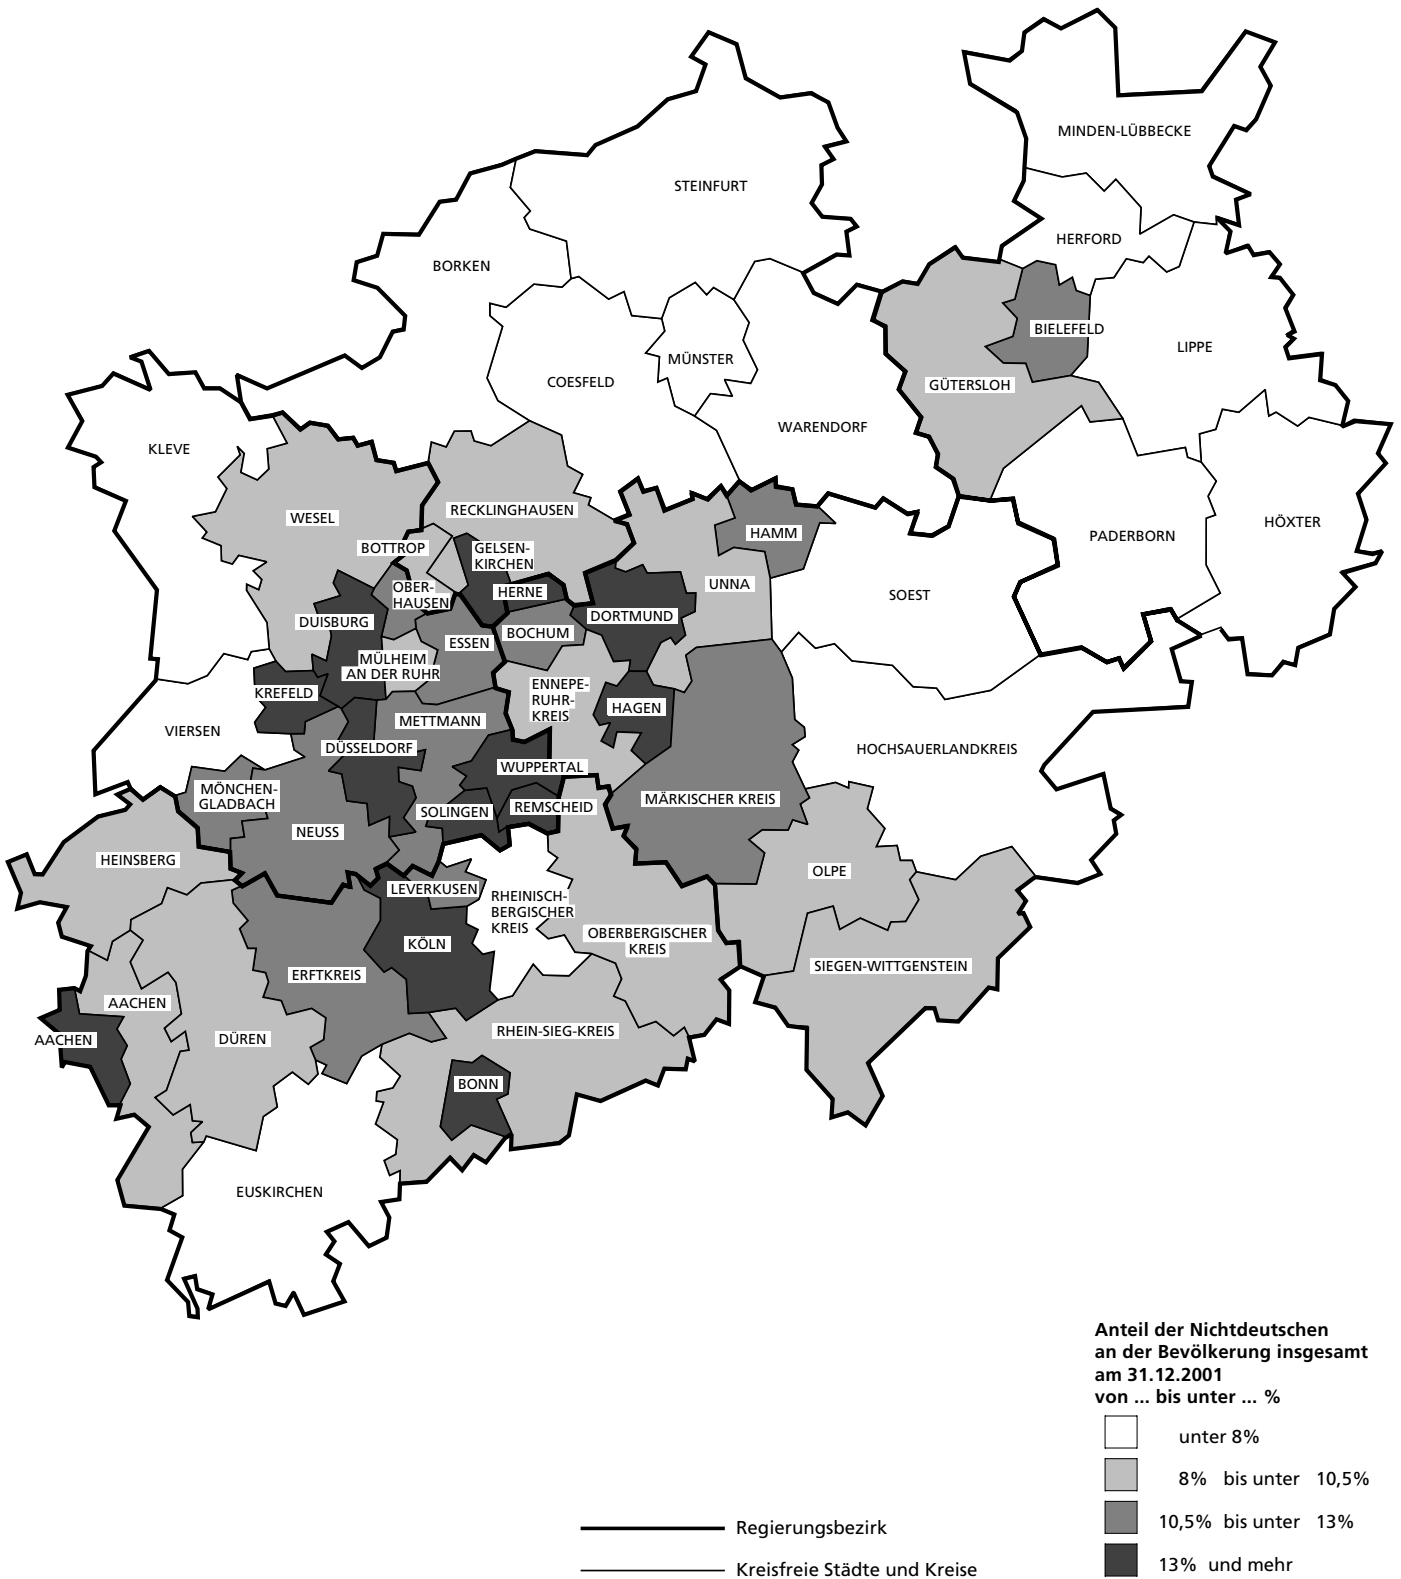 MINDEN-LÜBBECKE
STEINFURT
HERFORD
BORKEN
BIELEFELD
LIPPE
MÜNSTER
COESFELD
GÜTERSLOH
WARENDORF
KLEVE
RECKLINGHAUSEN
WESEL
HÖXTER
HAMM
PADERBORN
BOTTROP
GELSEN-
KIRCHEN
UNNA
OBER-
HAUSEN
HERNE
SOEST
DUISBURG
DORTMUND
BOCHUM
ESSEN
MÜLHEIM
AN DER RUHR
KREFELD
ENNEPE-
RUHR-
KREIS
HAGEN
METTMANN
VIERSEN
DÜSSELDORF
HOCHSAUERLANDKREIS
WUPPERTAL
MÖNCHEN-
GLADBACH
MÄRKISCHER KREIS
REMSCHEID
SOLINGEN
NEUSS
HEINSBERG
OLPE
LEVERKUSEN
RHEINISCH-
BERGISCHER
KREIS
OBERBERGISCHER
KREIS
KÖLN
SIEGEN-WITTGENSTEIN
ERFTKREIS
AACHEN
RHEIN-SIEG-KREIS
AACHEN
DÜREN
BONN
EUSKIRCHEN
Anteil der Nichtdeutschen
an der Bevölkerung insgesamt
am 31.12.2001
von ... bis unter ... %
unter 8%
8% bis unter 10,5%
10,5% bis unter 13%
13% und mehr
Regierungsbezirk
Kreisfreie Städte und Kreise